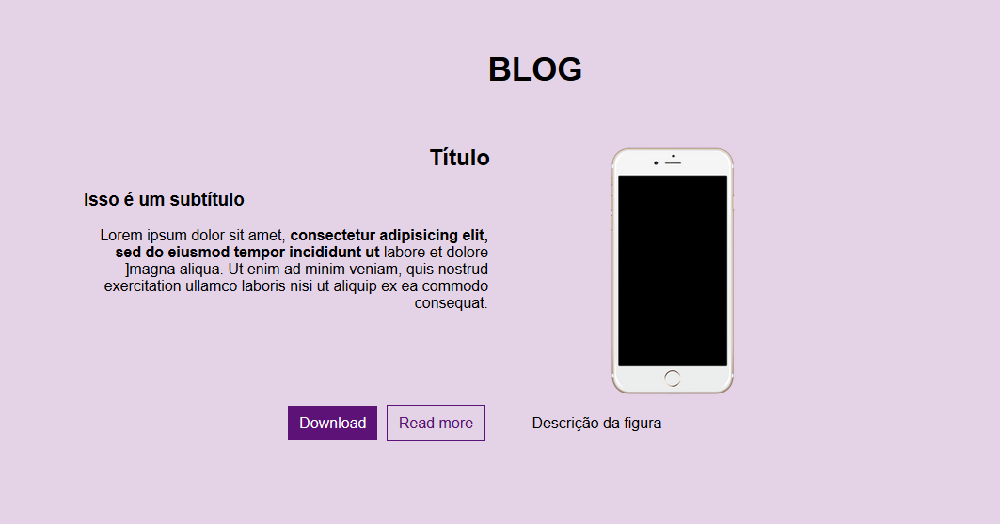 BLOG
Título
Isso é um subtítulo
Lorem ipsum dolor sit amet, consectetur adipisicing elit,
sed do eiusmod tempor incididunt ut labore et dolore
]magna aliqua. Ut enim ad minim veniam, quis nostrud
exercitation ullamco laboris nisi ut aliquip ex ea commodo
consequat.
Download
Read more
Descrição da figura